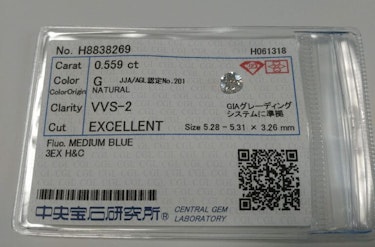 No. H8838269 H061318
Carat 0.559 ct
Color G JJA/AGL認定No.201
ColorOrigin NATURAL
Clarity VVS-2 GIAグレーディング
システムに準拠
Cut EXCELLENT Size 5.28 - 5.31 × 3.26 mm
Fluo. MEDIUM BLUE
3EX H&C
中央宝石研究所® CENTRAL GEM
LABORATORY